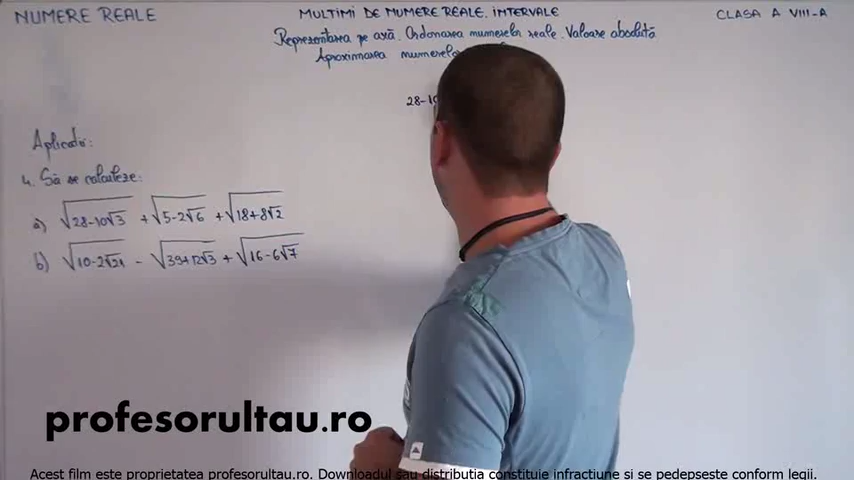 NUMERE REALE
MULTIMI DE NUMERE REALE. INTERVALE
CLASA A VIII-A
Reprezentarea pe axă. Ordonarea numerelor reale. Valoare absolută
Aproximarea numerelor
28-10
Aplicații:
4. Să se calculeze:
a) √28-10√3 + √5-2√6 + √18+8√2
b) √10-2√21 - √39+12√3 + √16-6√7
profesorultau.ro
Acest film este proprietatea profesorultau.ro. Downloadul sau distributia constituie infractiune si se pedepseste conform legii.